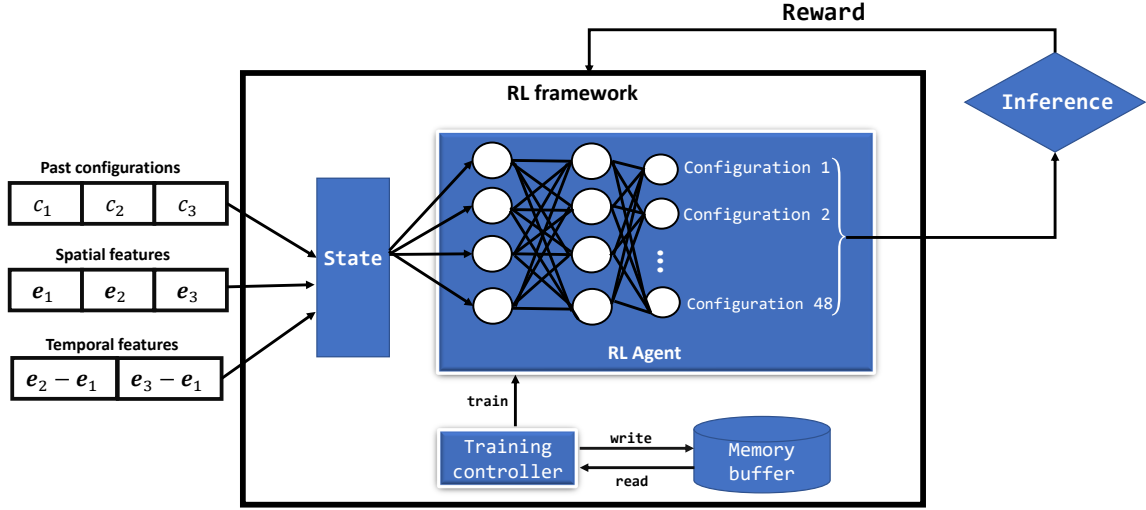 Reward
RL framework
Inference
Past configurations
c₁ c₂ c₃
Spatial features
e₁ e₂ e₃
Temporal features
e₂ − e₁ e₃ − e₁
State
Configuration 1
Configuration 2
Configuration 48
RL Agent
train
Training
controller
write
read
Memory
buffer